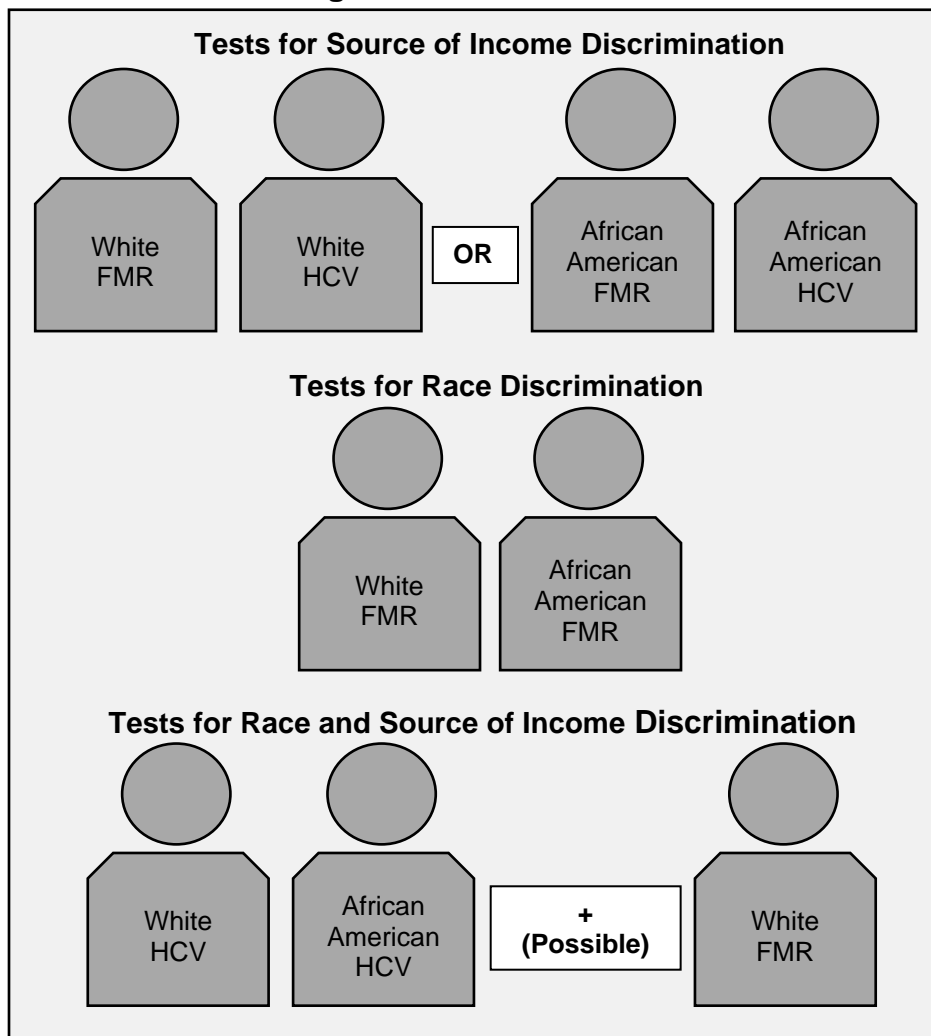 Tests for Source of Income Discrimination
White
FMR
White
HCV
OR
African
American
FMR
African
American
HCV
Tests for Race Discrimination
White
FMR
African
American
FMR
Tests for Race and Source of Income Discrimination
White
HCV
African
American
HCV
+
(Possible)
White
FMR